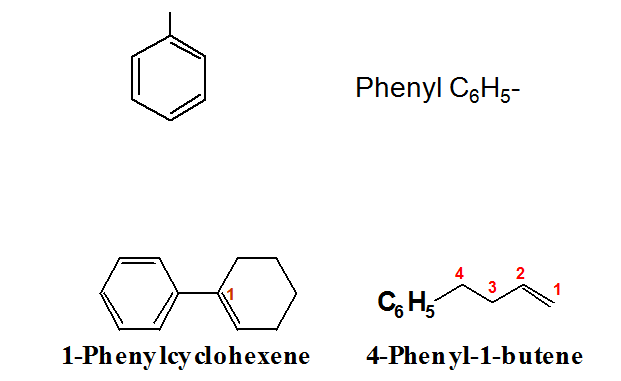 Phenyl C₆H₅-
1
4
3
2
1
C₆H₅
1-Phenylcyclohexene
4-Phenyl-1-butene